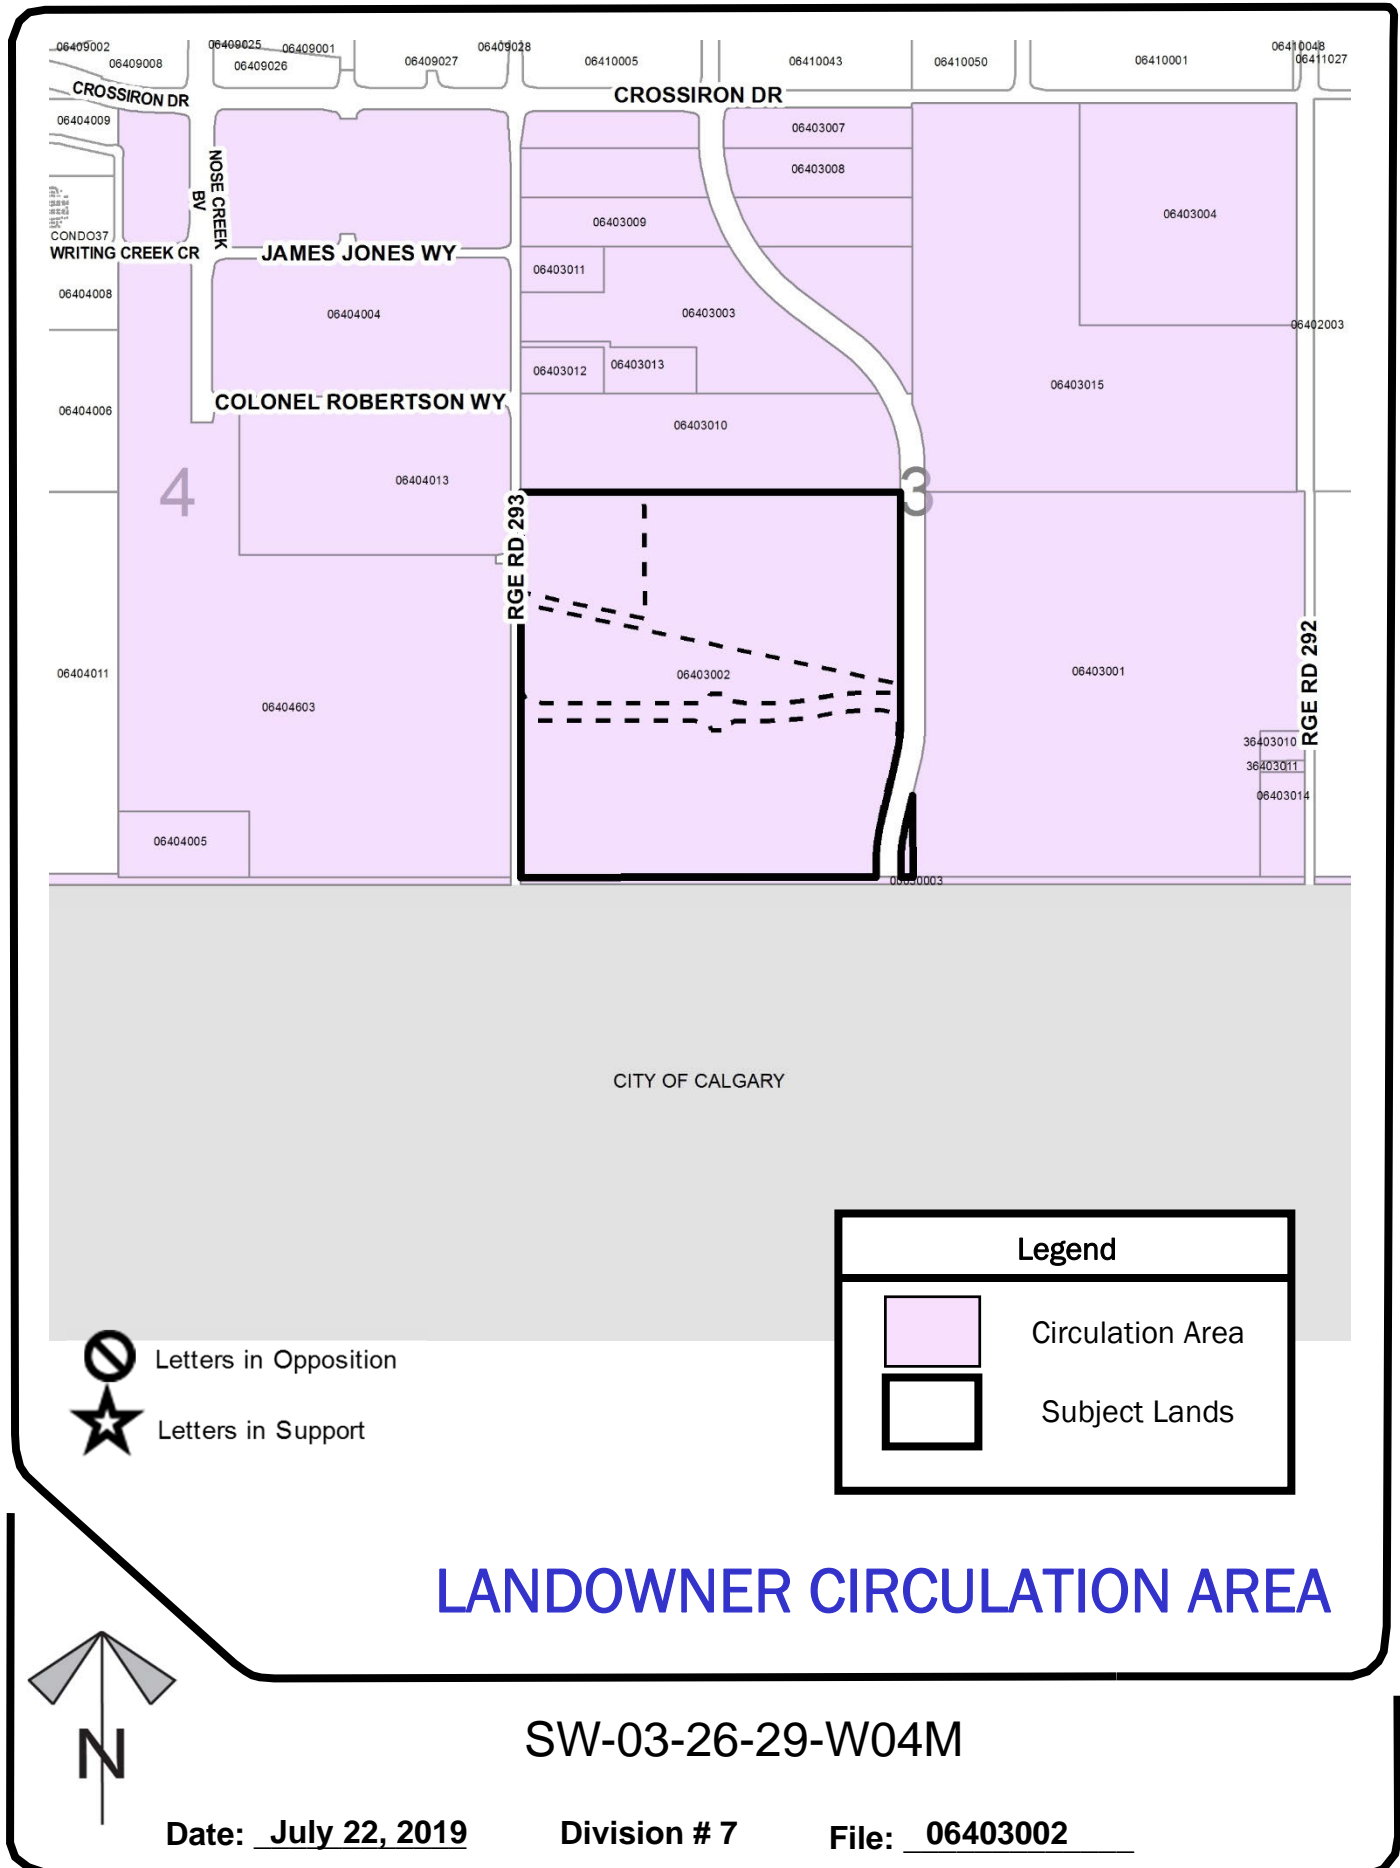 06409002
06409008
06409025
06409001
06409026
06409027
06409028
06410005
06410043
06410050
06410001
06410048
06411027
CROSSIRON DR
CROSSIRON DR
06404009
06403007
NOSE CREEK BV
06403008
06403004
06403009
CONDO37
WRITING CREEK CR
JAMES JONES WY
06403011
06404008
06404004
06403003
06402003
06403012
06403013
06403015
06404006
COLONEL ROBERTSON WY
06403010
4
06404013
3
RGE RD 293
06404011
06403002
06403001
RGE RD 292
06404603
36403010
36403011
06403014
06404005
CITY OF CALGARY
Legend
Circulation Area
Subject Lands
Letters in Opposition
Letters in Support
LANDOWNER CIRCULATION AREA
N
SW-03-26-29-W04M
Date: July 22, 2019 Division # 7 File: 06403002